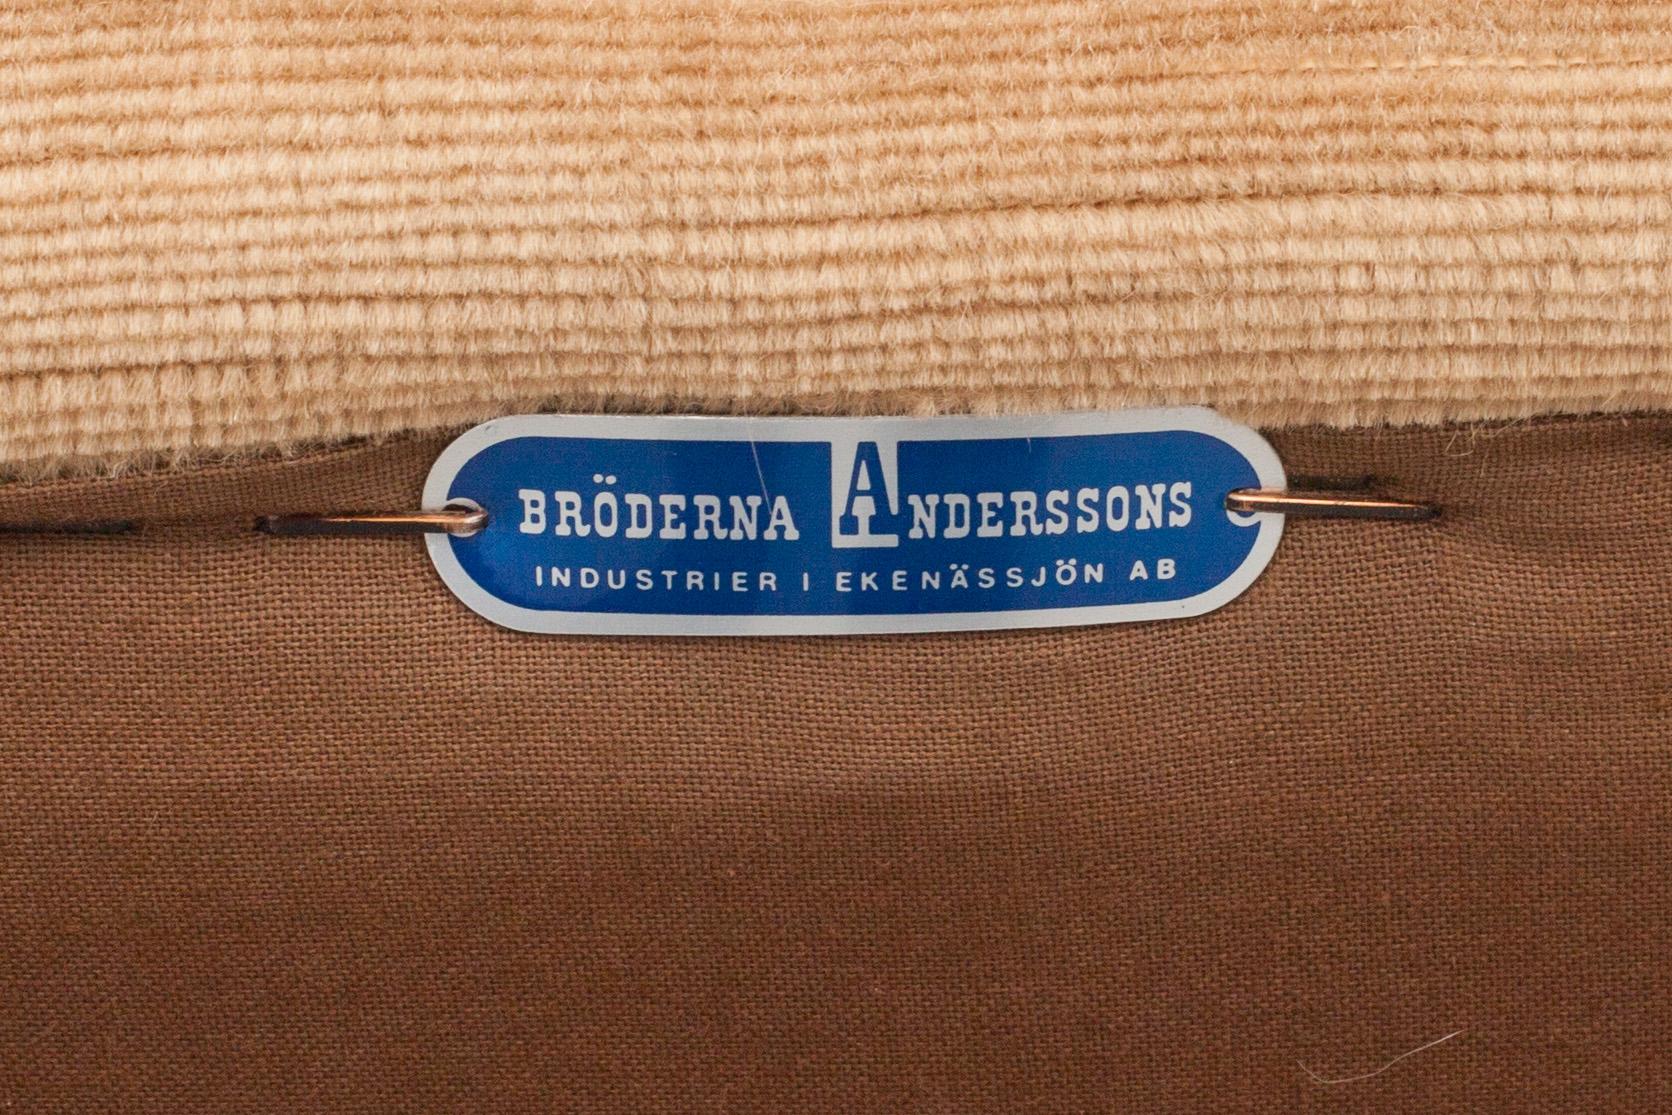 BRÖDERNA ANDERSSONS
INDUSTRIER I EKENÄSSJÖN AB